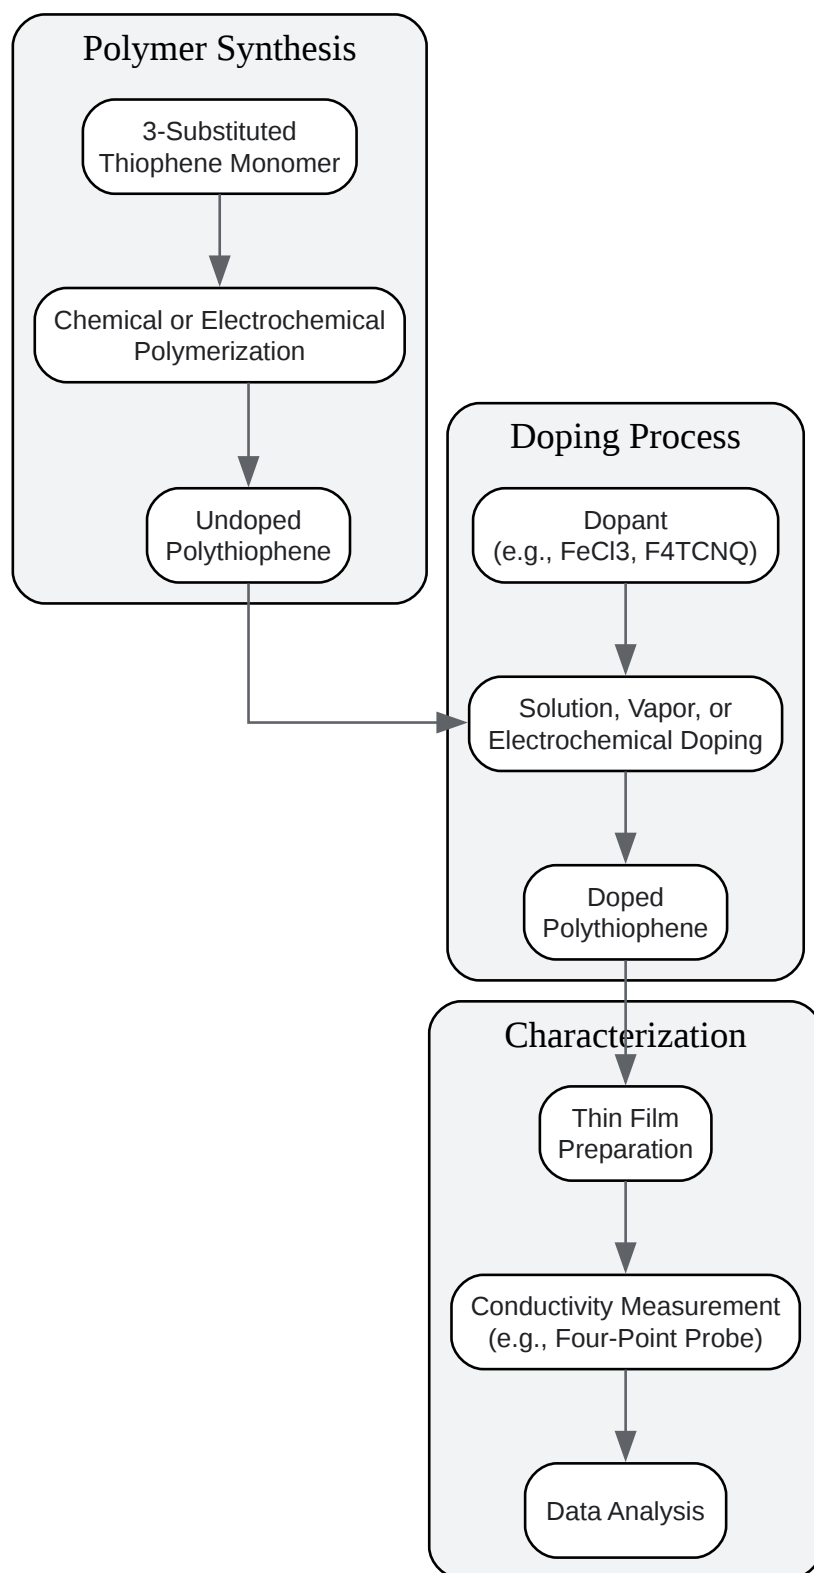 Polymer Synthesis
3-Substituted
Thiophene Monomer
Chemical or Electrochemical
Polymerization
Undoped
Polythiophene
Doping Process
Dopant
(e.g., FeCl3, F4TCNQ)
Solution, Vapor, or
Electrochemical Doping
Doped
Polythiophene
Characterization
Thin Film
Preparation
Conductivity Measurement
(e.g., Four-Point Probe)
Data Analysis